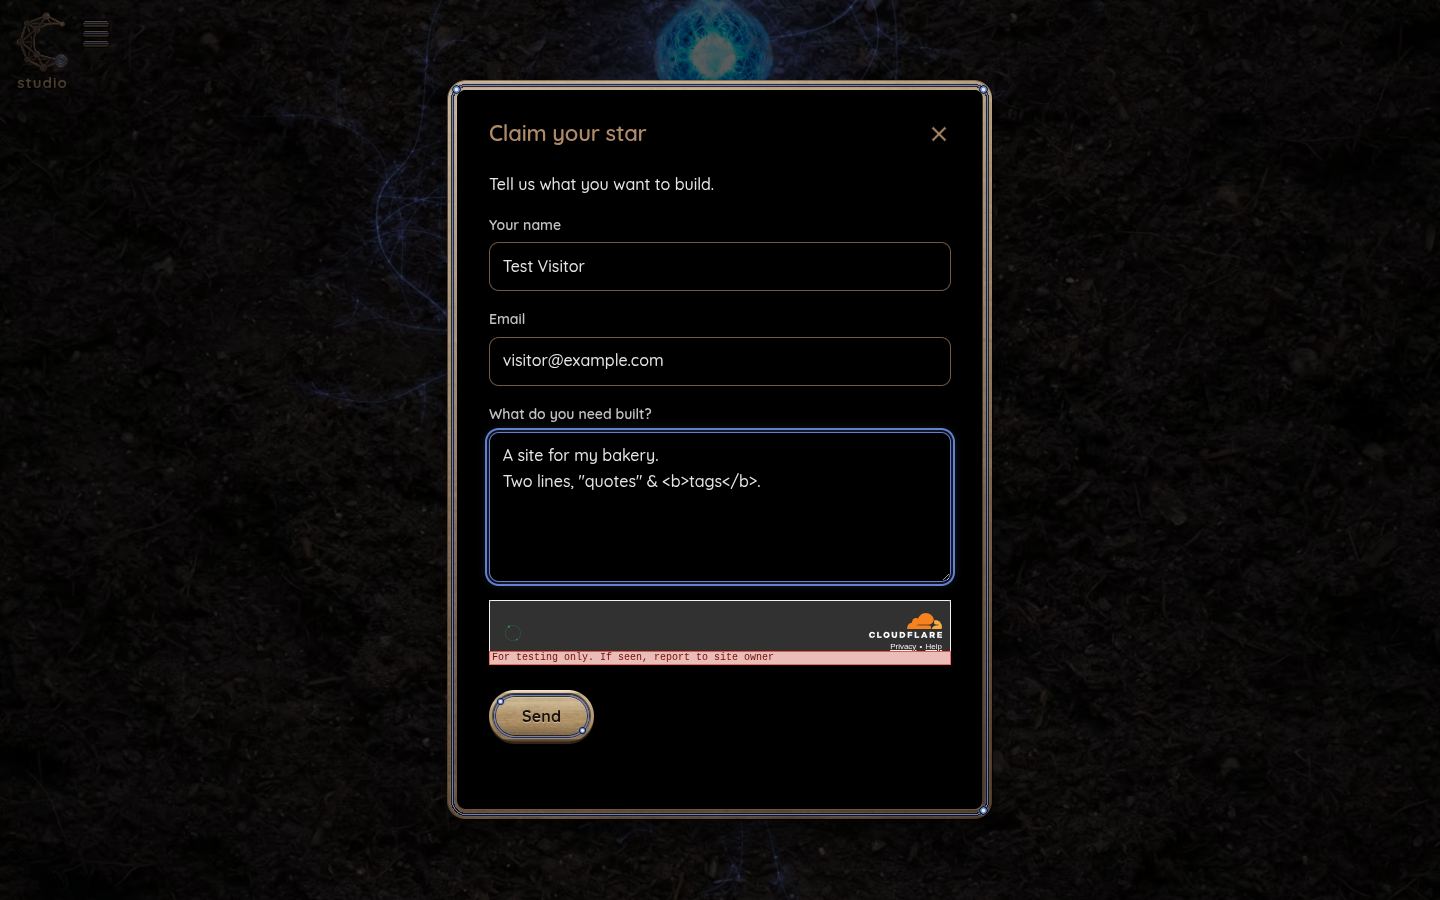 studio
Claim your star
Tell us what you want to build.
Your name
Test Visitor
Email
visitor@example.com
What do you need built?
A site for my bakery.
Two lines, "quotes" & <b>tags</b>.
CLOUDFLARE
Privacy • Help
For testing only. If seen, report to site owner
Send